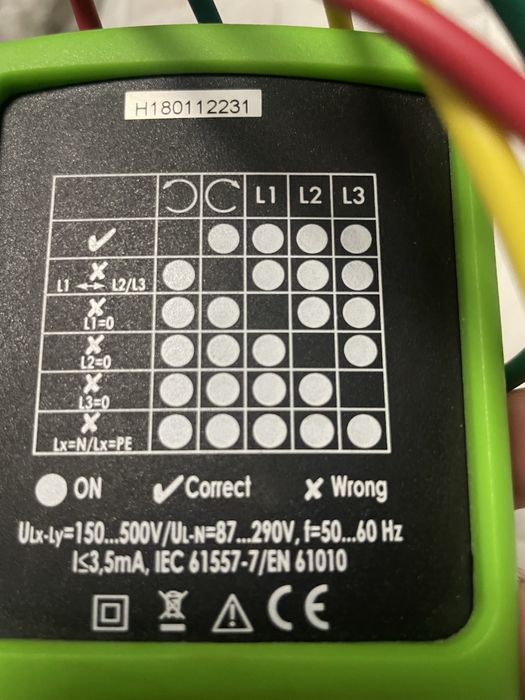 H180112231
L1 L2 L3
✓
✗
L1 ↔ L2/L3
✗
L1=0
✗
L2=0
✗
L3=0
✗
Lx=N/Lx=PE
ON ✓Correct ✗ Wrong
ULx-Ly=150...500V/UL-N=87...290V, f=50...60 Hz
I≤3,5mA, IEC 61557-7/EN 61010
CE